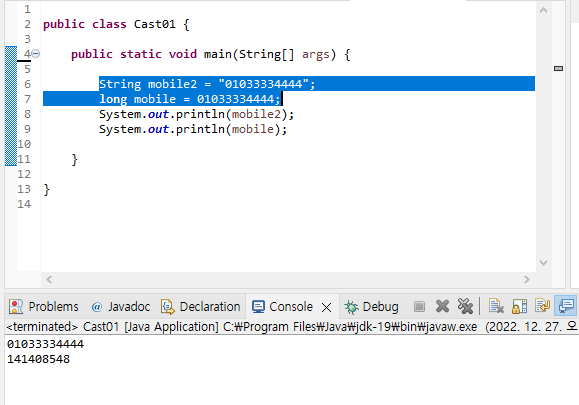 1
2 public class Cast01 {
3
4 public static void main(String[] args) {
5
6 String mobile2 = "01033334444";
7 long mobile = 01033334444;
8 System.out.println(mobile2);
9 System.out.println(mobile);
10
11 }
12
13 }
14
Problems @ Javadoc Declaration Console Debug
<terminated> Cast01 [Java Application] C:₩Program Files₩Java₩jdk-19₩bin₩javaw.exe (2022. 12. 27. 오
01033334444
141408548